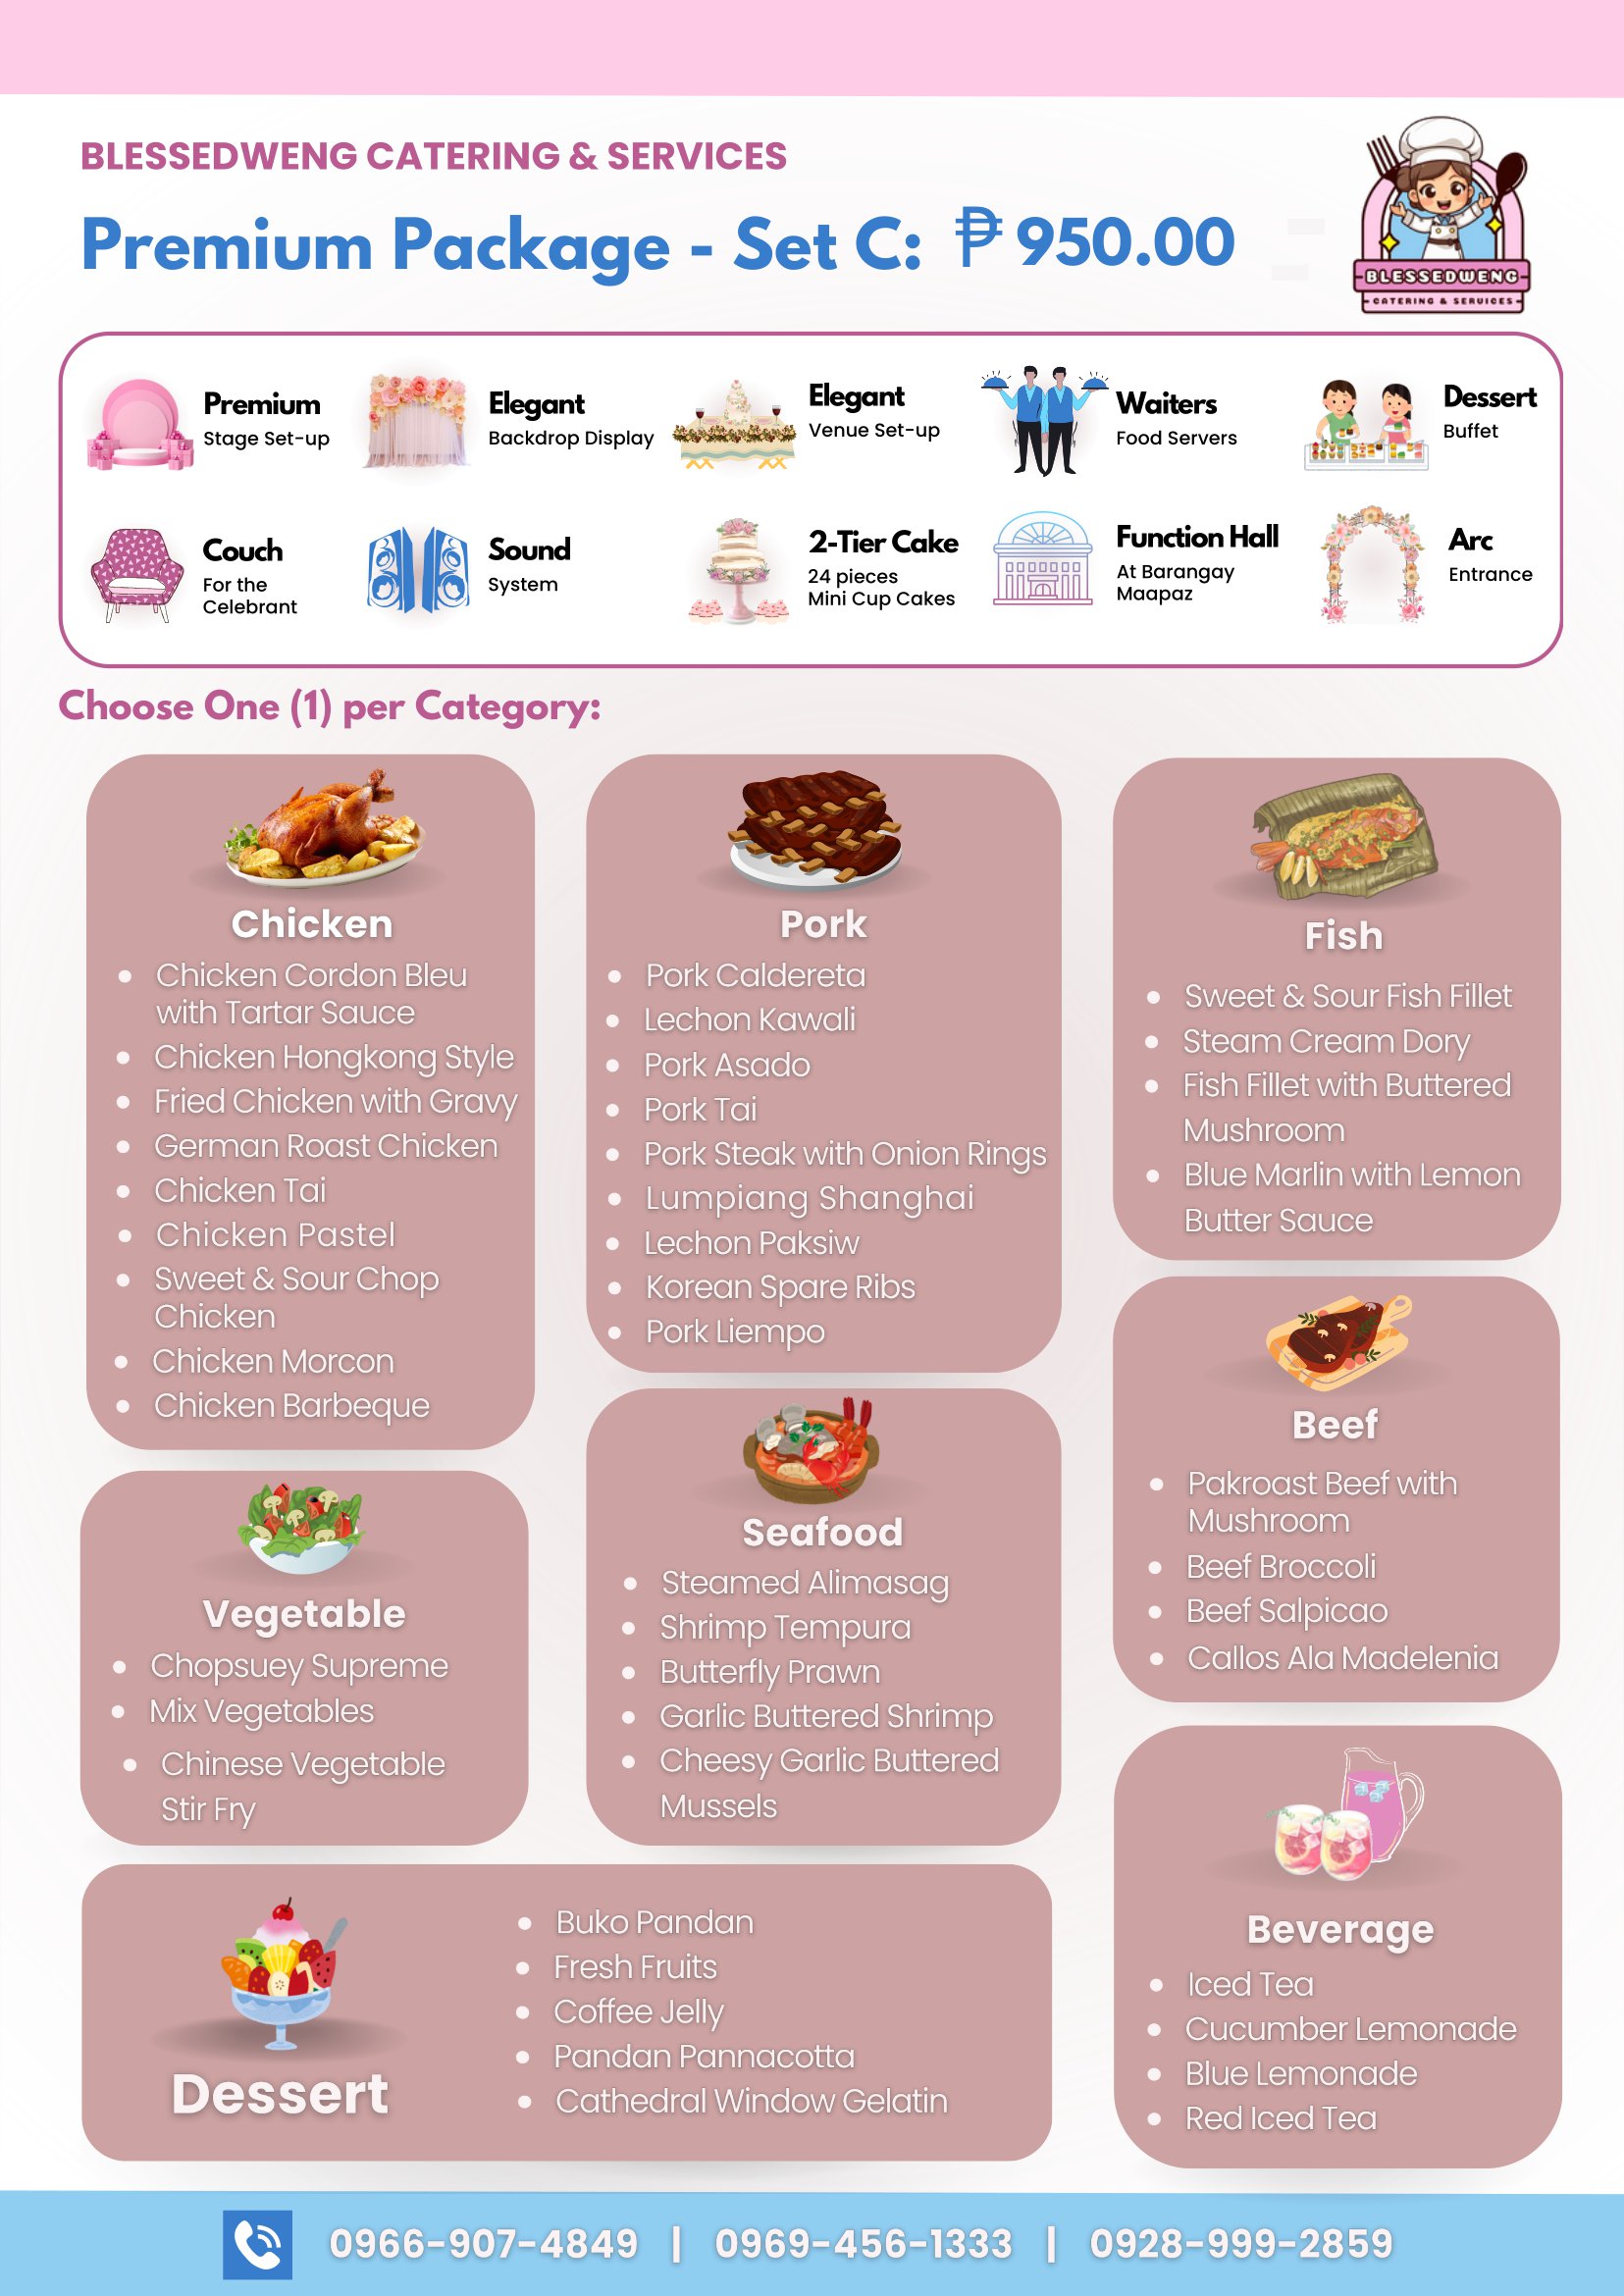 BLESSEDWENG CATERING & SERVICES
Premium Package - Set C: ₱ 950.00
BLESSEDWENG
CATERING & SERVICES
Premium
Stage Set-up
Elegant
Backdrop Display
Elegant
Venue Set-up
Waiters
Food Servers
Dessert
Buffet
Couch
For the
Celebrant
Sound
System
2-Tier Cake
24 pieces
Mini Cup Cakes
Function Hall
At Barangay
Maapaz
Arc
Entrance
Choose One (1) per Category:
Chicken
• Chicken Cordon Bleu
with Tartar Sauce
• Chicken Hongkong Style
• Fried Chicken with Gravy
• German Roast Chicken
• Chicken Tai
• Chicken Pastel
• Sweet & Sour Chop
Chicken
• Chicken Morcon
• Chicken Barbeque
Pork
• Pork Caldereta
• Lechon Kawali
• Pork Asado
• Pork Tai
• Pork Steak with Onion Rings
• Lumpiang Shanghai
• Lechon Paksiw
• Korean Spare Ribs
• Pork Liempo
Fish
• Sweet & Sour Fish Fillet
• Steam Cream Dory
• Fish Fillet with Buttered
Mushroom
• Blue Marlin with Lemon
Butter Sauce
Beef
• Pakroast Beef with
Mushroom
• Beef Broccoli
• Beef Salpicao
• Callos Ala Madelenia
Vegetable
• Chopsuey Supreme
• Mix Vegetables
• Chinese Vegetable
Stir Fry
Seafood
• Steamed Alimasag
• Shrimp Tempura
• Butterfly Prawn
• Garlic Buttered Shrimp
• Cheesy Garlic Buttered
Mussels
Dessert
• Buko Pandan
• Fresh Fruits
• Coffee Jelly
• Pandan Pannacotta
• Cathedral Window Gelatin
Beverage
• Iced Tea
• Cucumber Lemonade
• Blue Lemonade
• Red Iced Tea
0966-907-4849 | 0969-456-1333 | 0928-999-2859